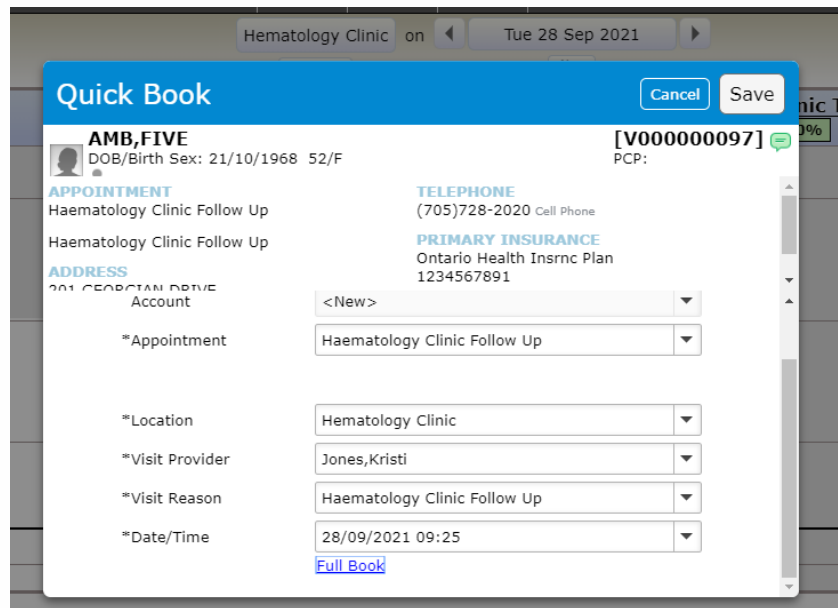 Hematology Clinic on Tue 28 Sep 2021
Quick Book Cancel Save
AMB,FIVE [V000000097]
DOB/Birth Sex: 21/10/1968 52/F PCP:
APPOINTMENT
Haematology Clinic Follow Up
Haematology Clinic Follow Up
ADDRESS
201 GEORGIAN DRIVE
TELEPHONE
(705)728-2020 Cell Phone
PRIMARY INSURANCE
Ontario Health Insrnc Plan
1234567891
Account <New>
*Appointment Haematology Clinic Follow Up
*Location Hematology Clinic
*Visit Provider Jones,Kristi
*Visit Reason Haematology Clinic Follow Up
*Date/Time 28/09/2021 09:25
Full Book